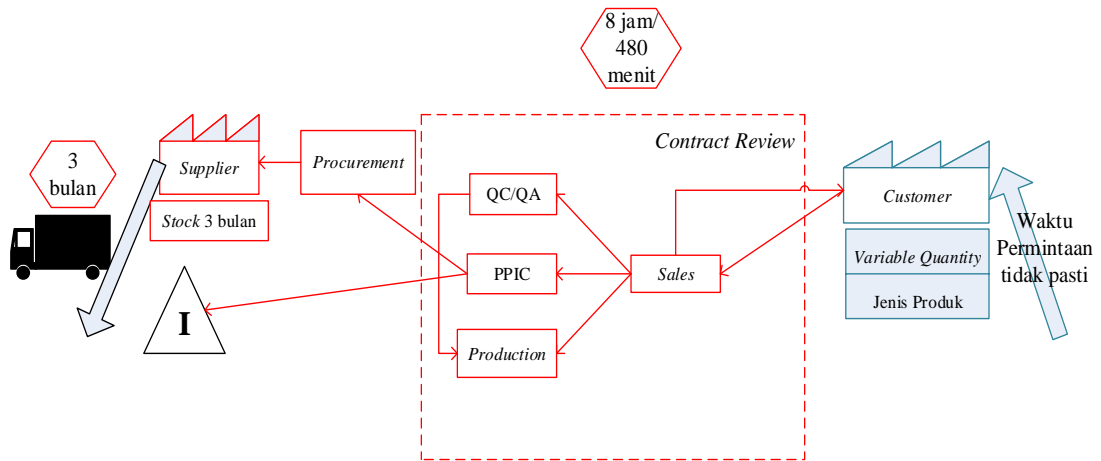 8 jam/
480
menit
Contract Review
3
bulan
Supplier
Procurement
Stock 3 bulan
QC/QA
PPIC
Sales
Production
I
Customer
Variable Quantity
Jenis Produk
Waktu
Permintaan
tidak pasti